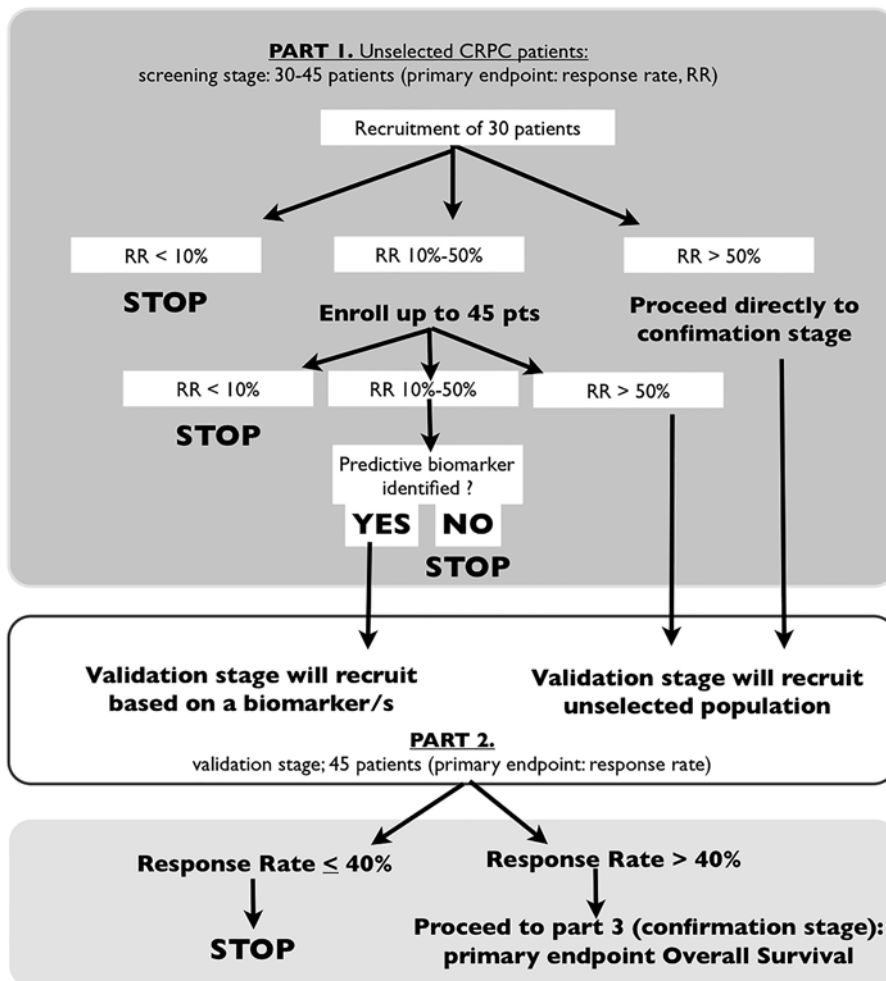 PART 1. Unselected CRPC patients:
screening stage: 30-45 patients (primary endpoint: response rate, RR)
Recruitment of 30 patients
RR < 10%
RR 10%-50%
RR > 50%
STOP
Enroll up to 45 pts
Proceed directly to
confimation stage
RR < 10%
RR 10%-50%
RR > 50%
STOP
Predictive biomarker
identified ?
YES
NO
STOP
Validation stage will recruit
based on a biomarker/s
Validation stage will recruit
unselected population
PART 2.
validation stage; 45 patients (primary endpoint: response rate)
Response Rate ≤ 40%
Response Rate > 40%
STOP
Proceed to part 3 (confirmation stage):
primary endpoint Overall Survival